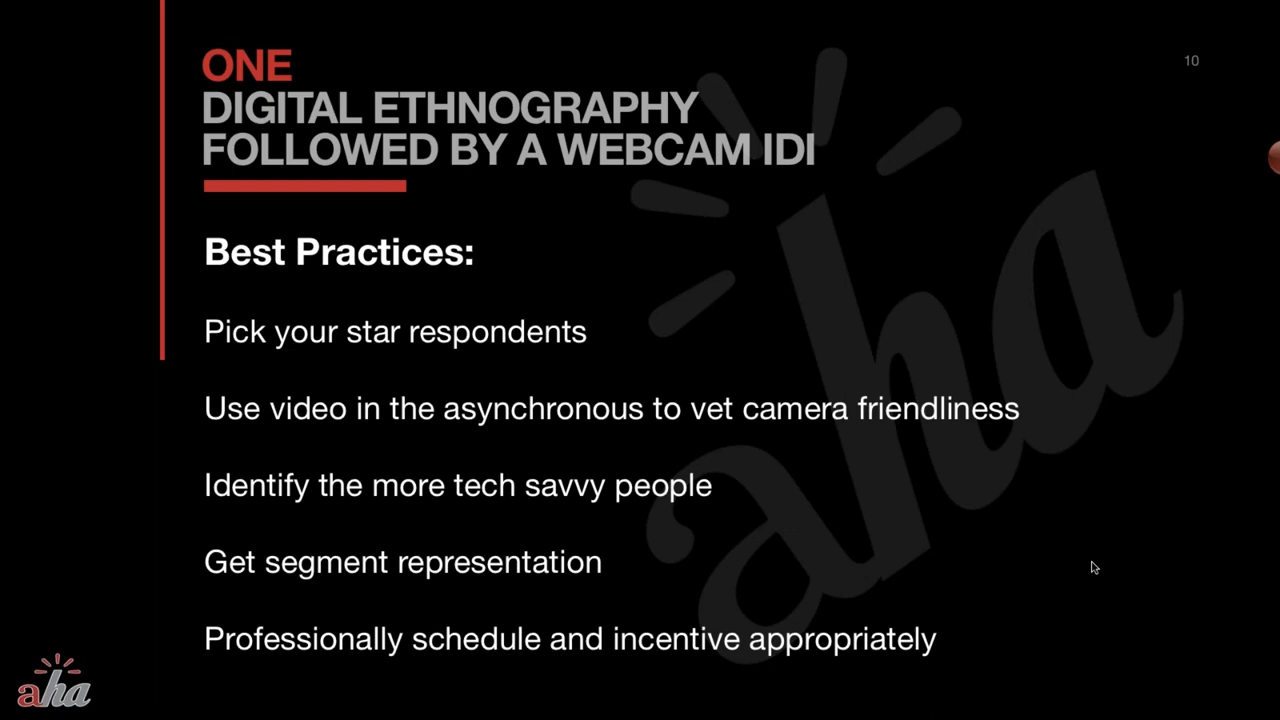 10
ONE
DIGITAL ETHNOGRAPHY
FOLLOWED BY A WEBCAM IDI
Best Practices:
Pick your star respondents
Use video in the asynchronous to vet camera friendliness
Identify the more tech savvy people
Get segment representation
Professionally schedule and incentive appropriately
aha
aha